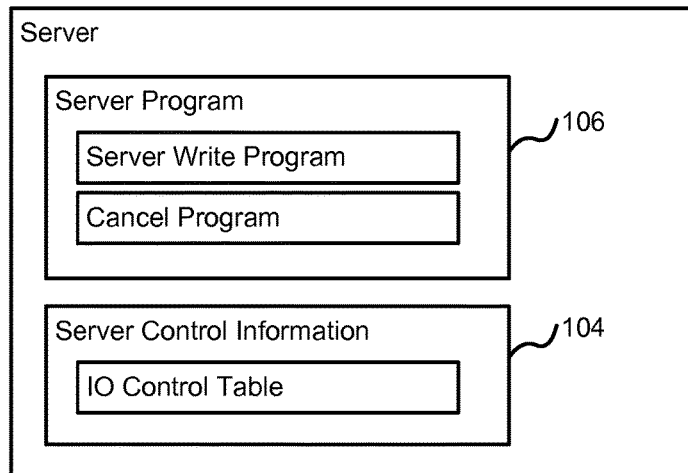 Server
Server Program
106
Server Write Program
Cancel Program
Server Control Information
104
IO Control Table